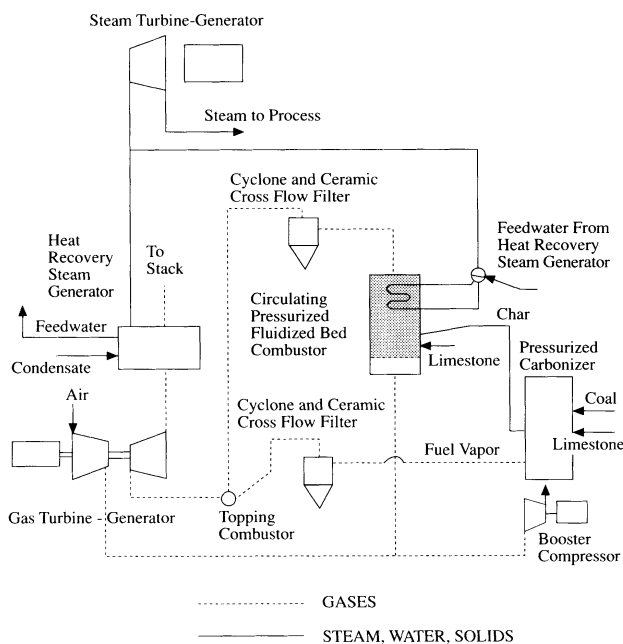 Steam Turbine-Generator
Steam to Process
Cyclone and Ceramic
Cross Flow Filter
Heat
Recovery
Steam
Generator
To
Stack
Feedwater From
Heat Recovery
Steam Generator
Circulating
Pressurized
Fluidized Bed
Combustor
Char
Feedwater
Limestone
Pressurized
Carbonizer
Condensate
Air
Coal
Cyclone and Ceramic
Cross Flow Filter
Limestone
Fuel Vapor
Gas Turbine - Generator
Topping
Combustor
Booster
Compressor
GASES
STEAM, WATER, SOLIDS